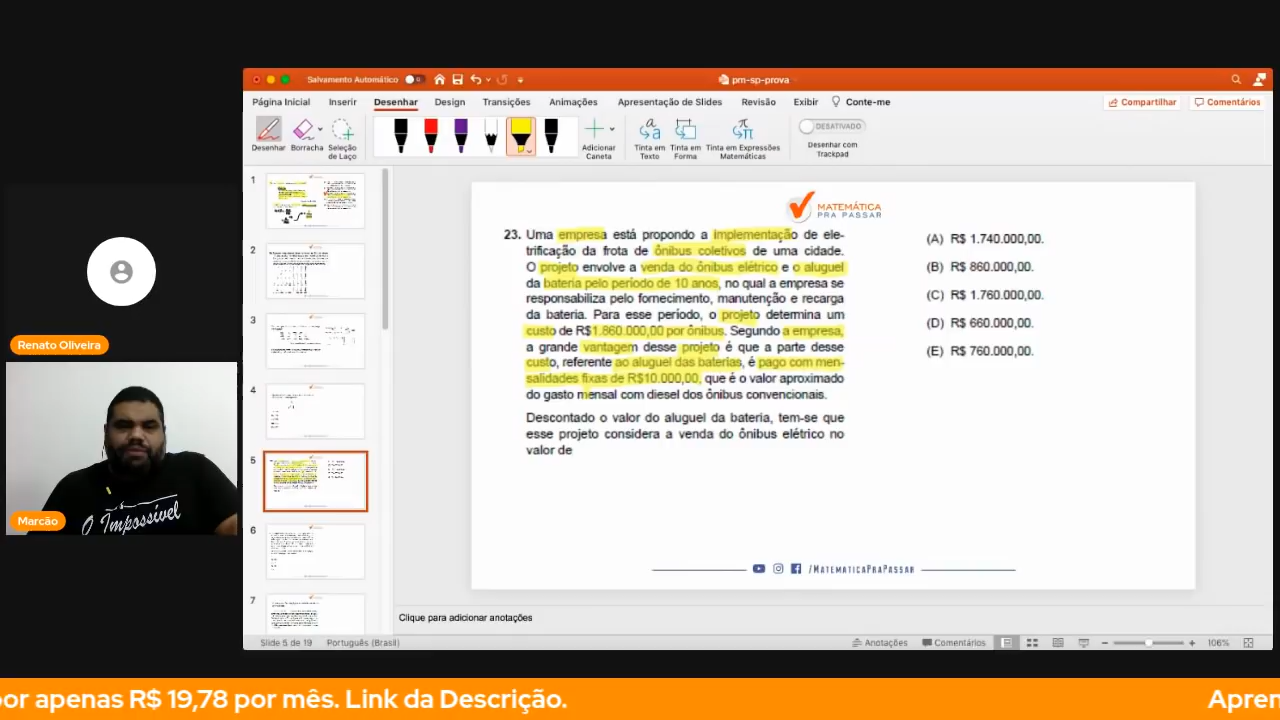 Salvamento Automático
pm-sp-prova
Página Inicial
Inserir
Desenhar
Design
Transições
Animações
Apresentação de Slides
Revisão
Exibir
Conte-me
Compartilhar
Comentários
Desenhar
Borracha
Seleção
de Laço
Adicionar
Caneta
Tinta em
Texto
Tinta em
Forma
Tinta em Expressões
Matemáticas
DESATIVADO
Desenhar com
Trackpad
1
2
3
4
5
6
7
MATEMÁTICA
PRA PASSAR
23. Uma empresa está propondo a implementação de ele-
trificação da frota de ônibus coletivos de uma cidade.
O projeto envolve a venda do ônibus elétrico e o aluguel
da bateria pelo período de 10 anos, no qual a empresa se
responsabiliza pelo fornecimento, manutenção e recarga
da bateria. Para esse período, o projeto determina um
custo de R$1.860.000,00 por ônibus. Segundo a empresa,
a grande vantagem desse projeto é que a parte desse
custo, referente ao aluguel das baterias, é pago com men-
salidades fixas de R$10.000,00, que é o valor aproximado
do gasto mensal com diesel dos ônibus convencionais.
Descontado o valor do aluguel da bateria, tem-se que
esse projeto considera a venda do ônibus elétrico no
valor de
(A) R$ 1.740.000,00.
(B) R$ 860.000,00.
(C) R$ 1.760.000,00.
(D) R$ 660.000,00.
(E) R$ 760.000,00.
/MATEMATICAPRAPASSAR
Renato Oliveira
O Impossível
Marcão
Clique para adicionar anotações
Slide 5 de 19
Português (Brasil)
Anotações
Comentários
106%
por apenas R$ 19,78 por mês. Link da Descrição.
Apren